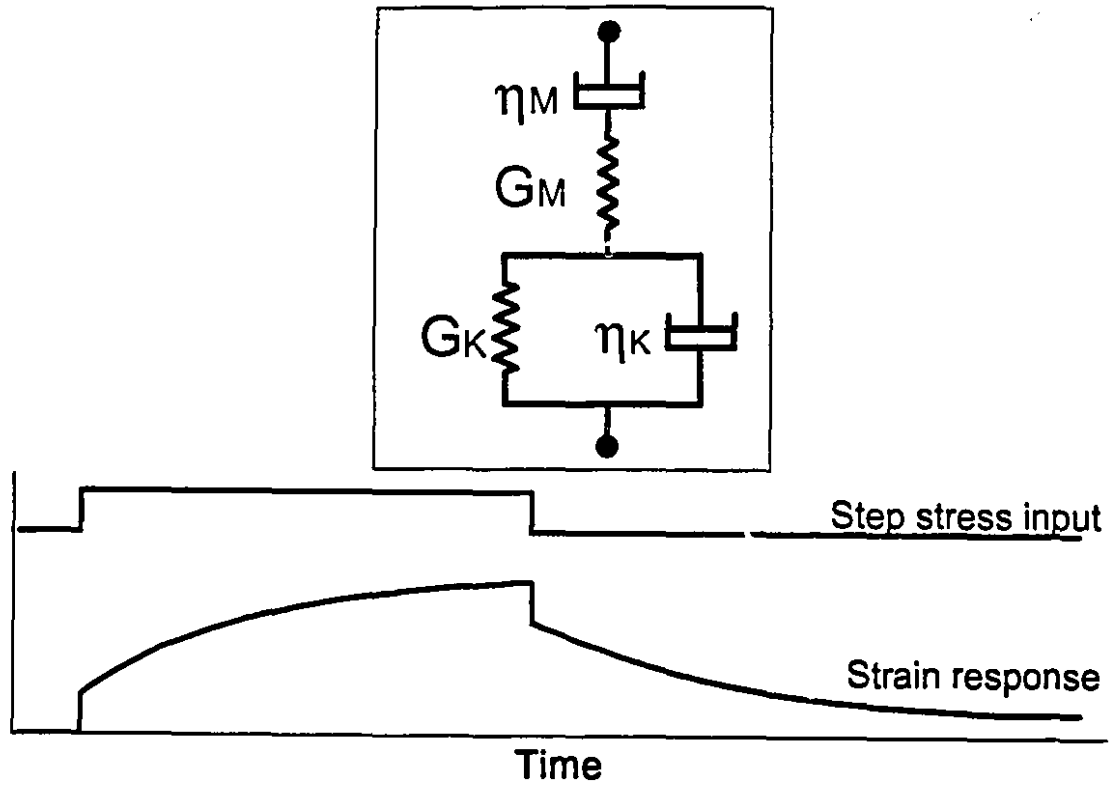 ηM
GM
GK
ηK
Step stress input
Strain response
Time